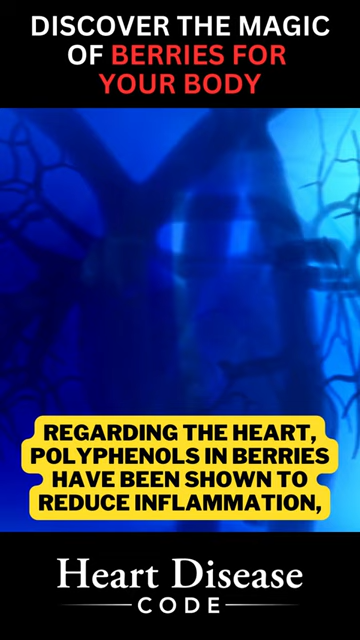 DISCOVER THE MAGIC
OF BERRIES FOR
YOUR BODY
REGARDING THE HEART,
POLYPHENOLS IN BERRIES
HAVE BEEN SHOWN TO
REDUCE INFLAMMATION,
Heart Disease
CODE